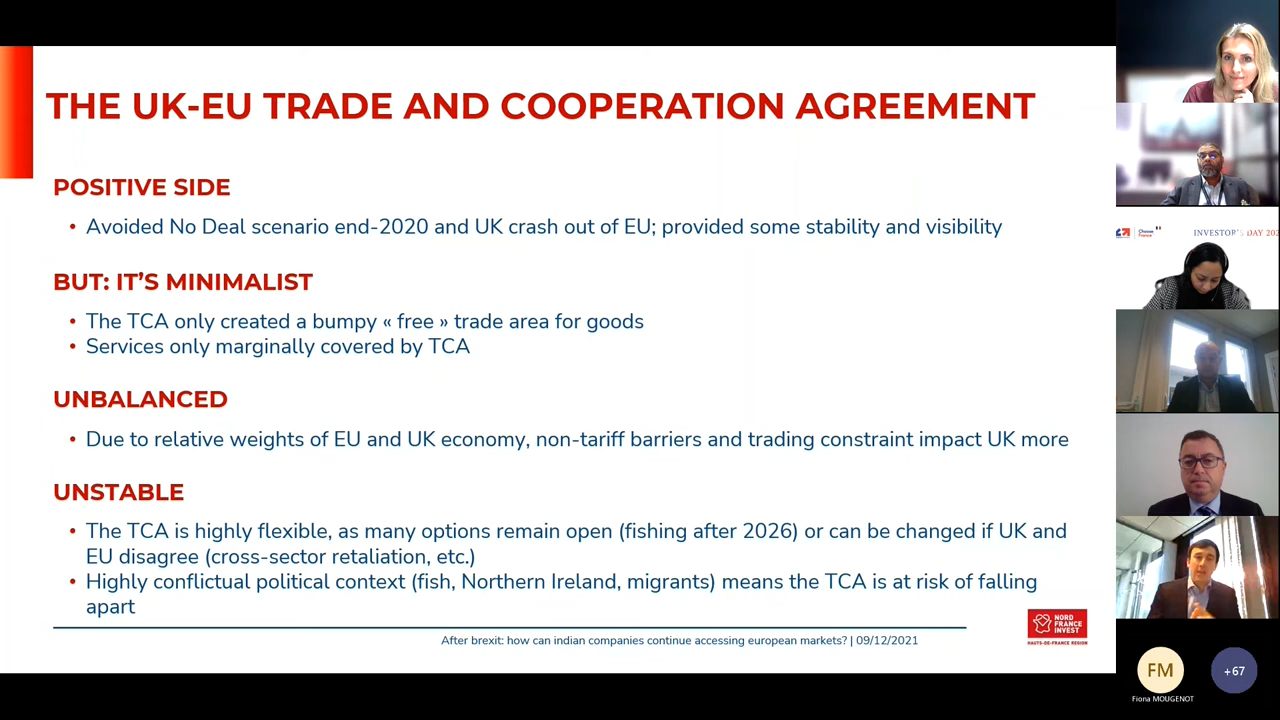 THE UK-EU TRADE AND COOPERATION AGREEMENT
POSITIVE SIDE
• Avoided No Deal scenario end-2020 and UK crash out of EU; provided some stability and visibility
BUT: IT'S MINIMALIST
• The TCA only created a bumpy « free » trade area for goods
• Services only marginally covered by TCA
UNBALANCED
• Due to relative weights of EU and UK economy, non-tariff barriers and trading constraint impact UK more
UNSTABLE
• The TCA is highly flexible, as many options remain open (fishing after 2026) or can be changed if UK and
EU disagree (cross-sector retaliation, etc.)
• Highly conflictual political context (fish, Northern Ireland, migrants) means the TCA is at risk of falling
apart
After brexit: how can indian companies continue accessing european markets? | 09/12/2021
NORD
FRANCE
INVEST
HAUTS-DE-FRANCE REGION
Choose
France
INVESTOR'S DAY 202
FM
+67
Fiona MOUGENOT